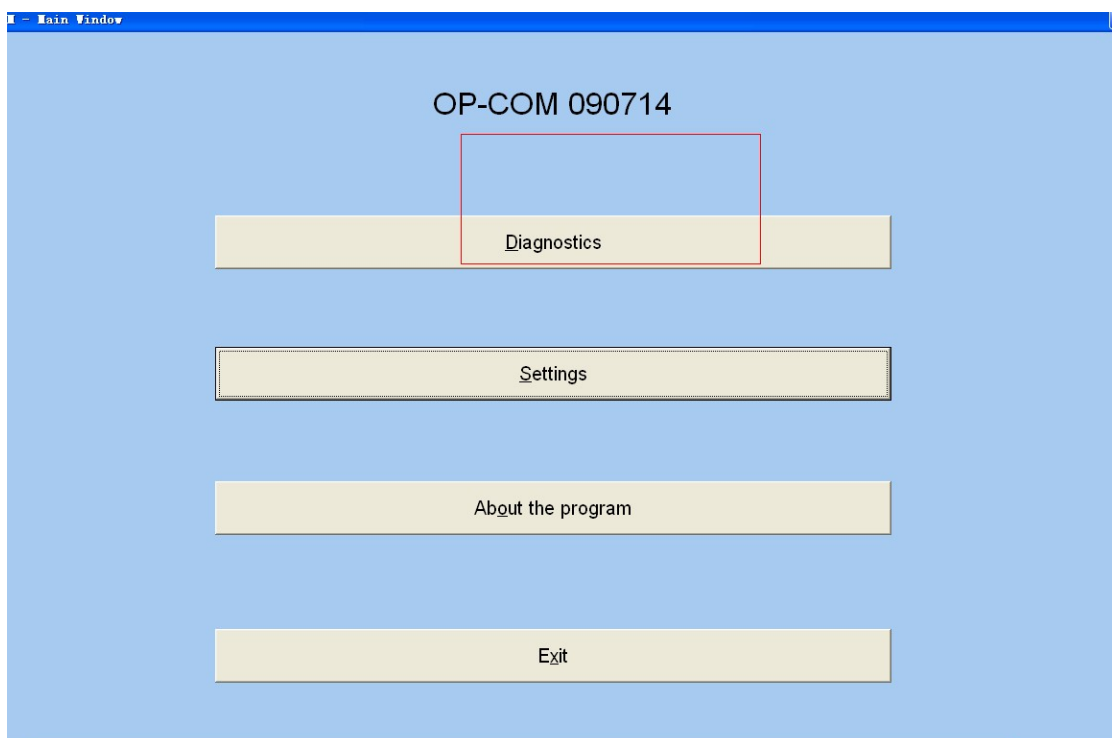 - Main Window
OP-COM 090714
Diagnostics
Settings
About the program
Exit